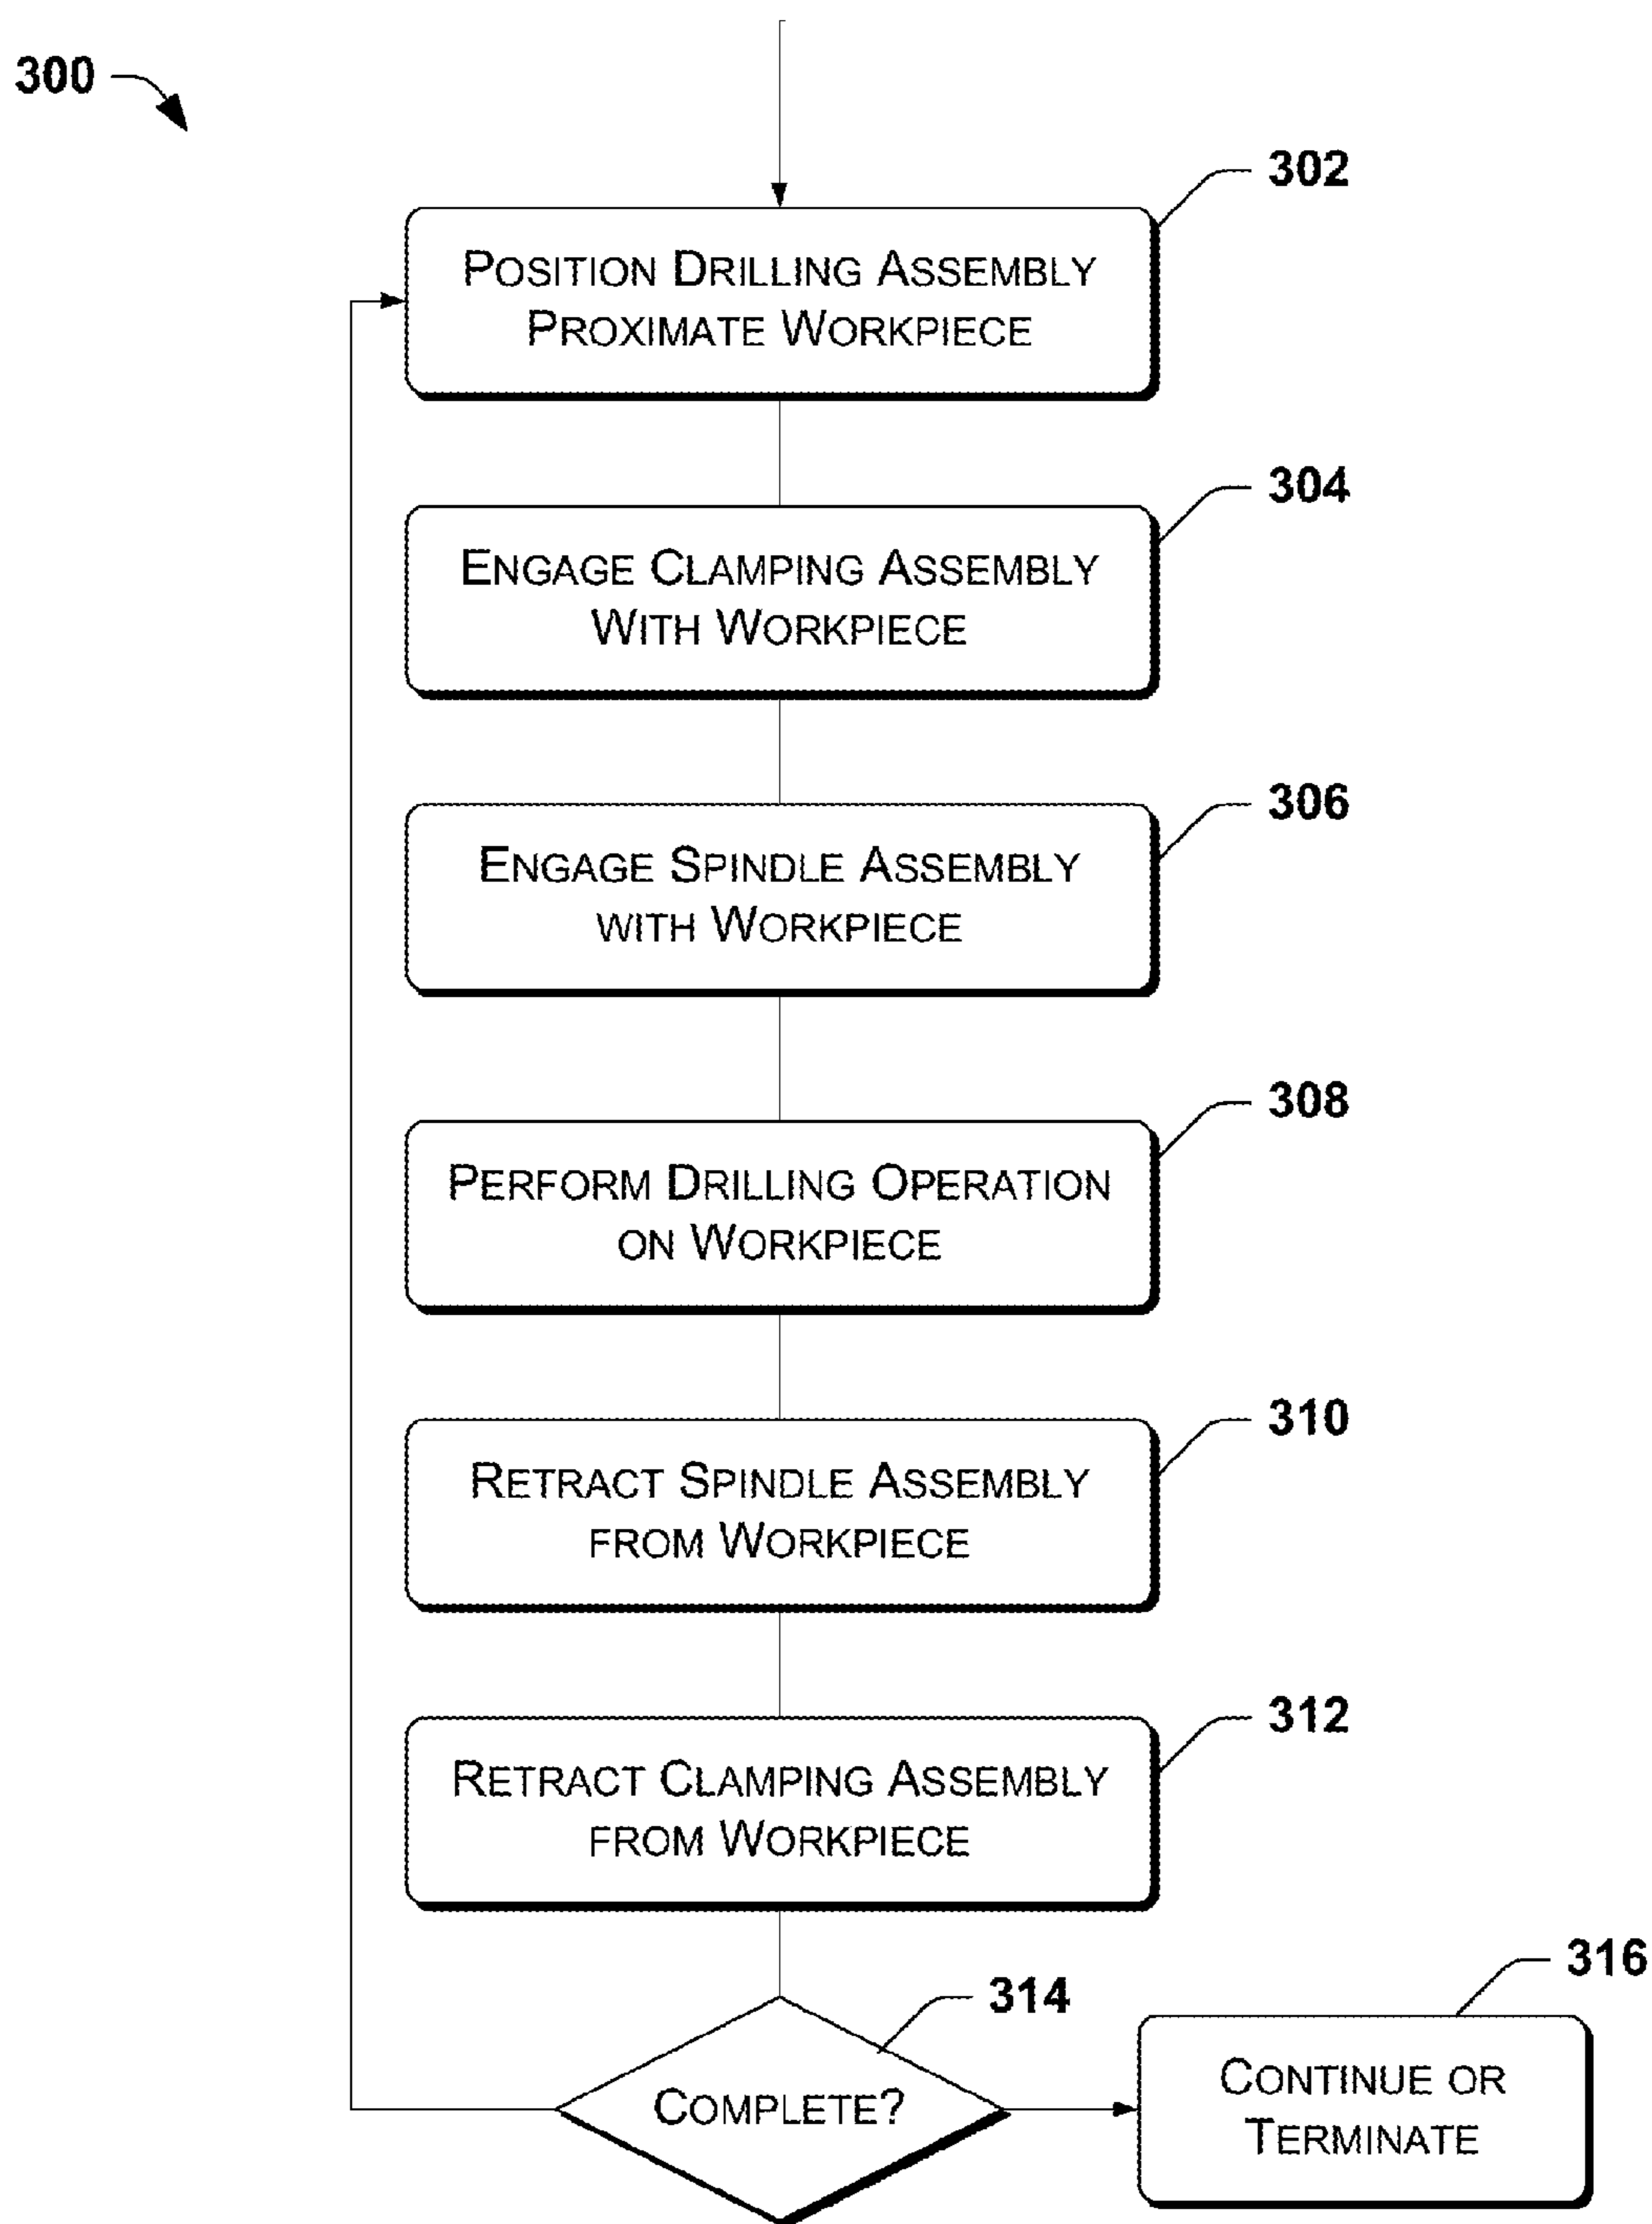 300
302
POSITION DRILLING ASSEMBLY
PROXIMATE WORKPIECE
304
ENGAGE CLAMPING ASSEMBLY
WITH WORKPIECE
306
ENGAGE SPINDLE ASSEMBLY
WITH WORKPIECE
308
PERFORM DRILLING OPERATION
ON WORKPIECE
310
RETRACT SPINDLE ASSEMBLY
FROM WORKPIECE
312
RETRACT CLAMPING ASSEMBLY
FROM WORKPIECE
314
COMPLETE?
316
CONTINUE OR
TERMINATE